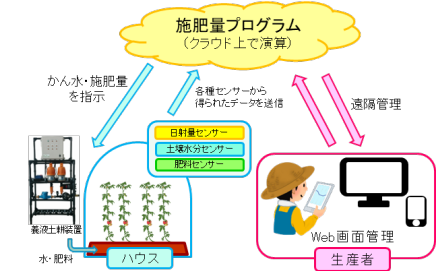 施肥量プログラム
(クラウド上で演算)
かん水・施肥量
を指示
各種センサーから
得られたデータを送信
遠隔管理
日射量センサー
土壌水分センサー
肥料センサー
養液土耕装置
水・肥料
ハウス
Web画面管理
生産者